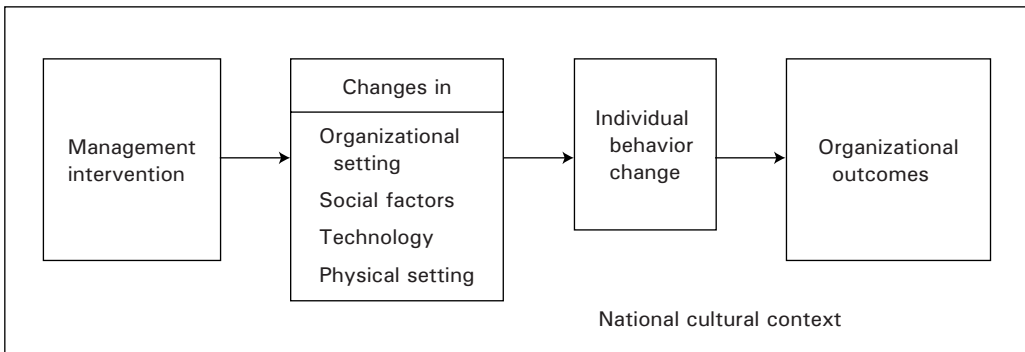 Management
intervention
Changes in
Organizational
setting
Social factors
Technology
Physical setting
Individual
behavior
change
Organizational
outcomes
National cultural context